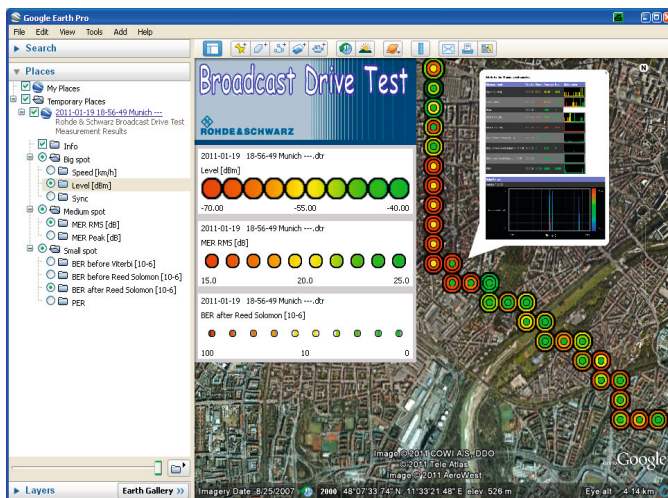 Google Earth Pro
File Edit View Tools Add Help
Search
Places
My Places
Temporary Places
2011-01-19 18-56-49 Munich ---
Rohde & Schwarz Broadcast Drive Test
Measurement Results
Info
Big spot
Speed [km/h]
Level [dBm]
Sync
Medium spot
MER RMS [dB]
MER Peak [dB]
Small spot
BER before Viterbi [10-6]
BER before Reed Solomon [10-6]
BER after Reed Solomon [10-6]
PER
Layers
Earth Gallery >>
Broadcast Drive Test
ROHDE&SCHWARZ
2011-01-19 18-56-49 Munich ---.dtr
Level [dBm]
-70.00 -55.00 -40.00
2011-01-19 18-56-49 Munich ---.dtr
MER RMS [dB]
15.0 20.0 25.0
2011-01-19 18-56-49 Munich ---.dtr
BER after Reed Solomon [10-6]
100 10 0
N
Image © 2011 COWI A/S, DDO
© 2011 Tele Atlas
Image © 2011 AeroWest
Google
Imagery Date 8/25/2007 2000 48°07'33.74" N 11°33'21.48" E elev 526 m Eye alt 4.14 km